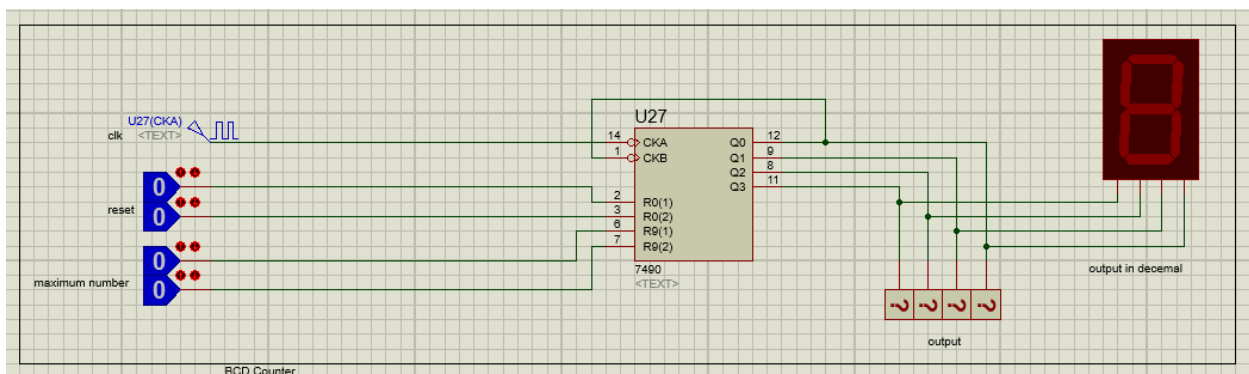 U27(CKA)
clk <TEXT>
0
0
reset
0
0
maximum number
U27
14 CKA Q0 12
1 CKB Q1 9
Q2 8
Q3 11
2 R0(1)
3 R0(2)
6 R9(1)
7 R9(2)
7490
<TEXT>
? ? ? ?
output
output in decemal
BCD Counter